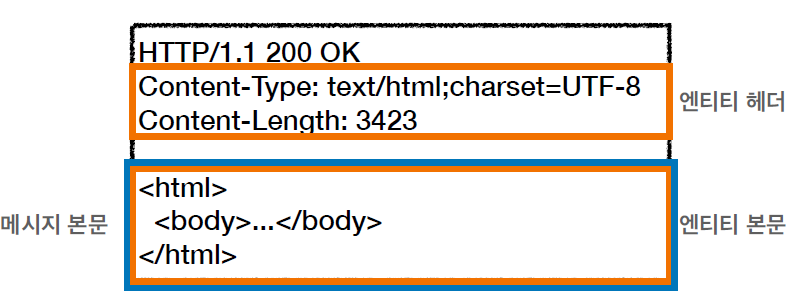 HTTP/1.1 200 OK
Content-Type: text/html;charset=UTF-8
Content-Length: 3423
엔티티 헤더
<html>
<body>...</body>
</html>
메시지 본문
엔티티 본문